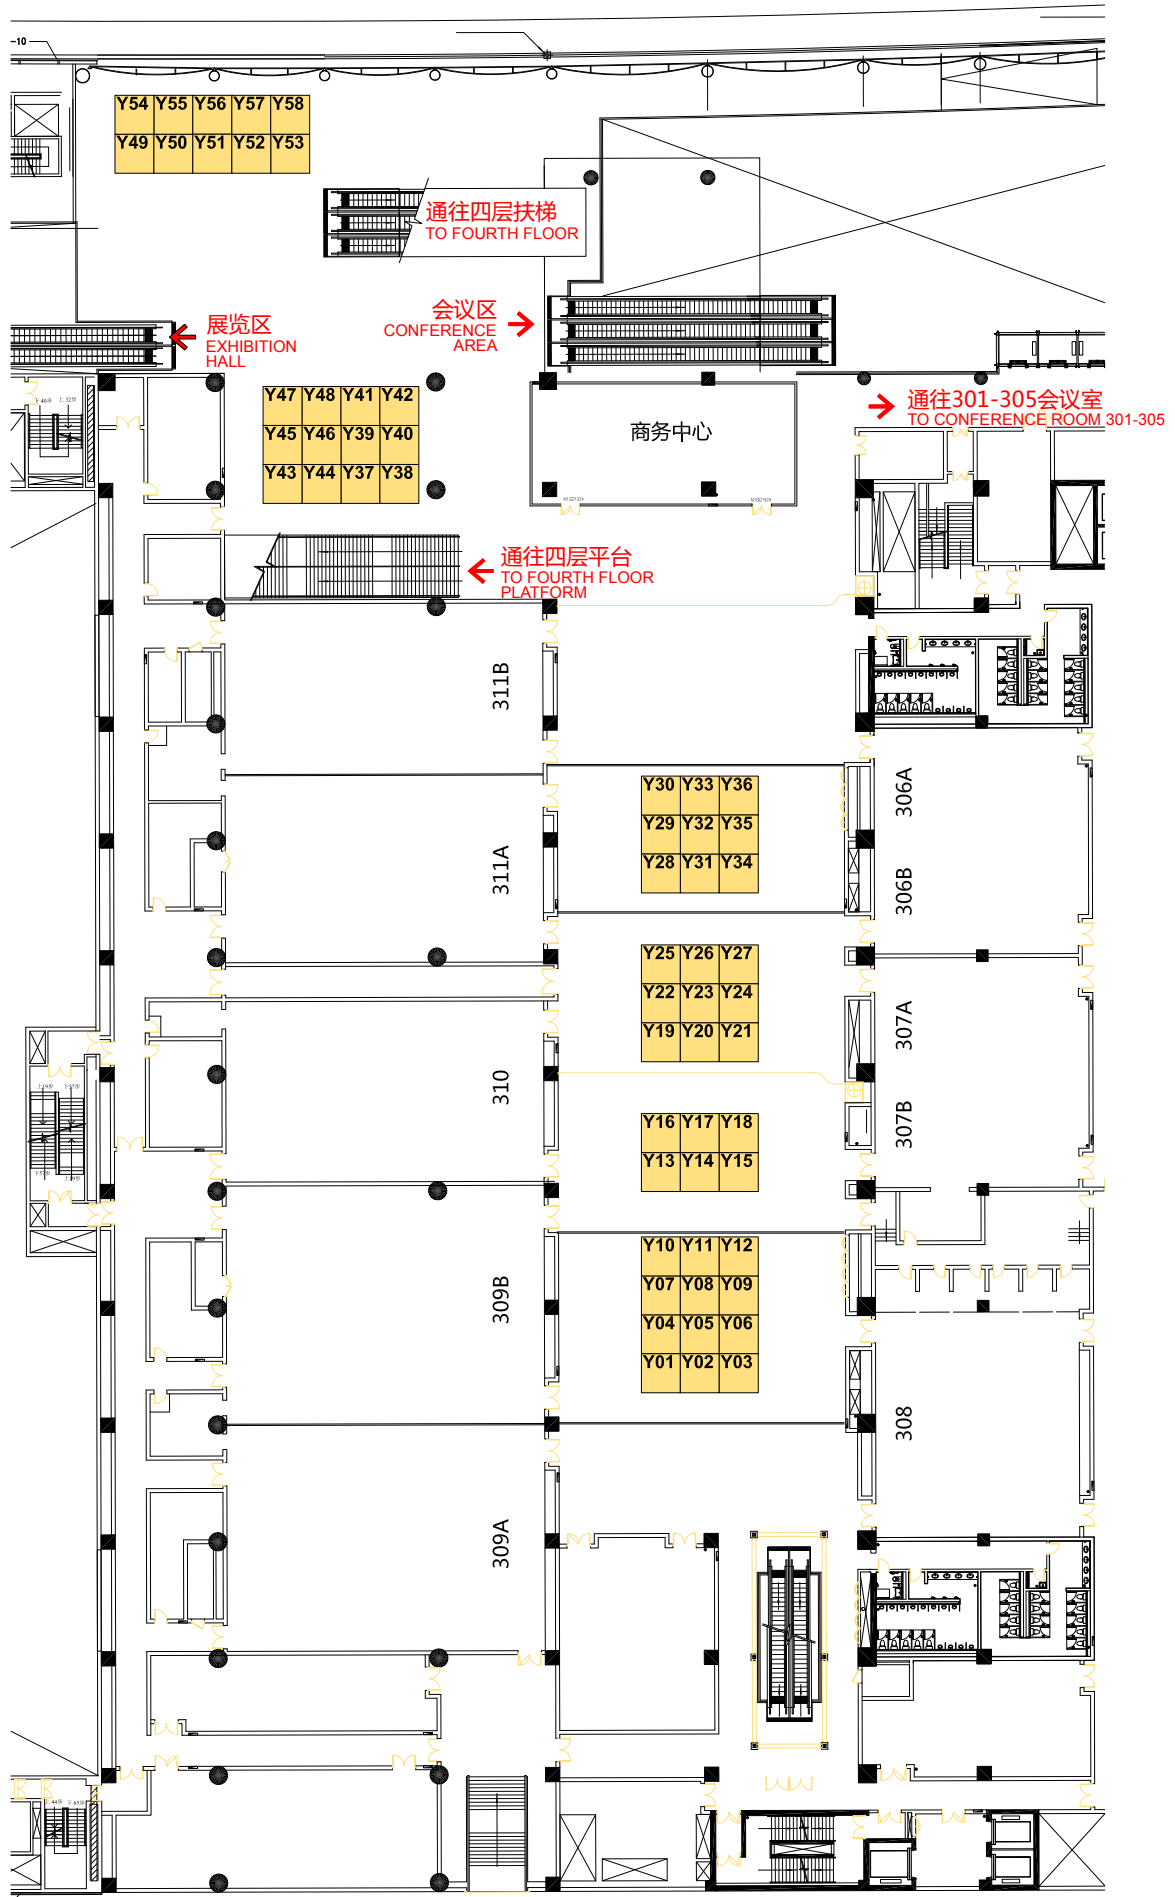 -10
Y54 Y55 Y56 Y57 Y58
Y49 Y50 Y51 Y52 Y53
通往四层扶梯
TO FOURTH FLOOR
会议区
CONFERENCE
AREA
展览区
EXHIBITION
HALL
通往301-305会议室
TO CONFERENCE ROOM 301-305
Y47 Y48 Y41 Y42
Y45 Y46 Y39 Y40
Y43 Y44 Y37 Y38
商务中心
通往四层平台
TO FOURTH FLOOR
PLATFORM
311B
306A
Y30 Y33 Y36
Y29 Y32 Y35
Y28 Y31 Y34
311A
306B
Y25 Y26 Y27
Y22 Y23 Y24
Y19 Y20 Y21
307A
310
Y16 Y17 Y18
Y13 Y14 Y15
307B
Y10 Y11 Y12
Y07 Y08 Y09
Y04 Y05 Y06
Y01 Y02 Y03
309B
308
309A